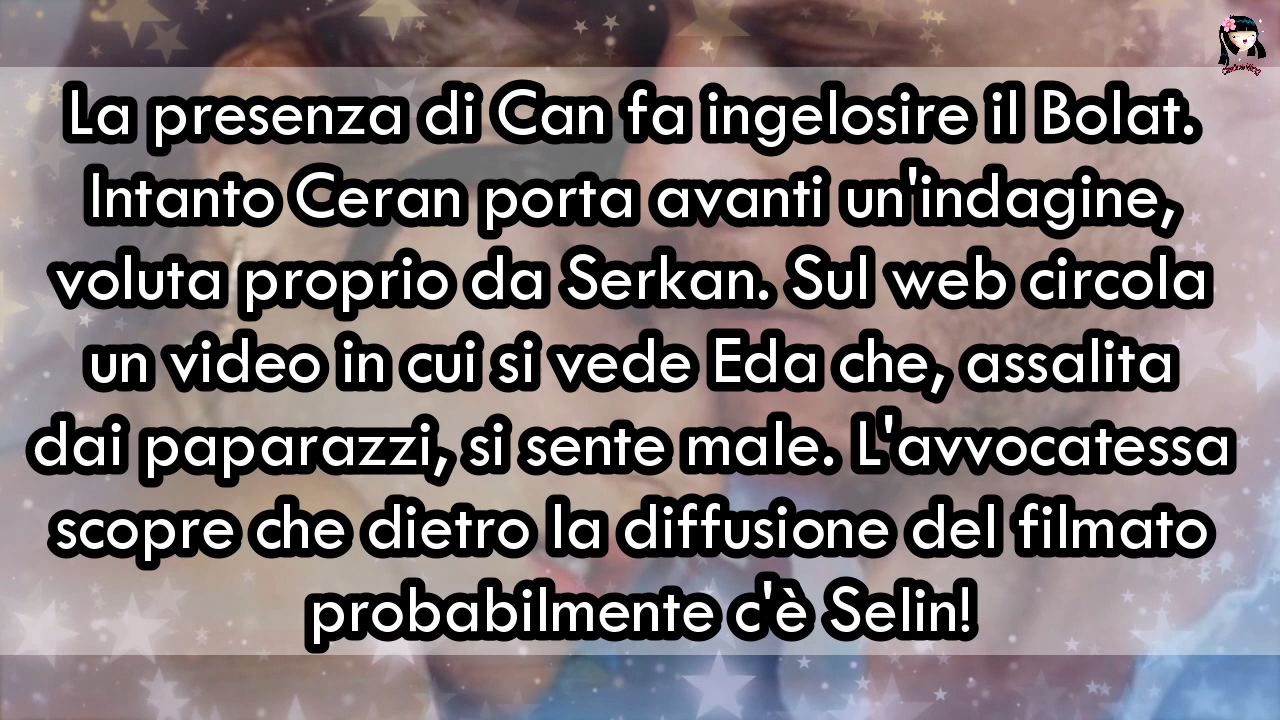 La presenza di Can fa ingelosire il Bolat.
Intanto Ceran porta avanti un'indagine,
voluta proprio da Serkan. Sul web circola
un video in cui si vede Eda che, assalita
dai paparazzi, si sente male. L'avvocatessa
scopre che dietro la diffusione del filmato
probabilmente c'è Selin!